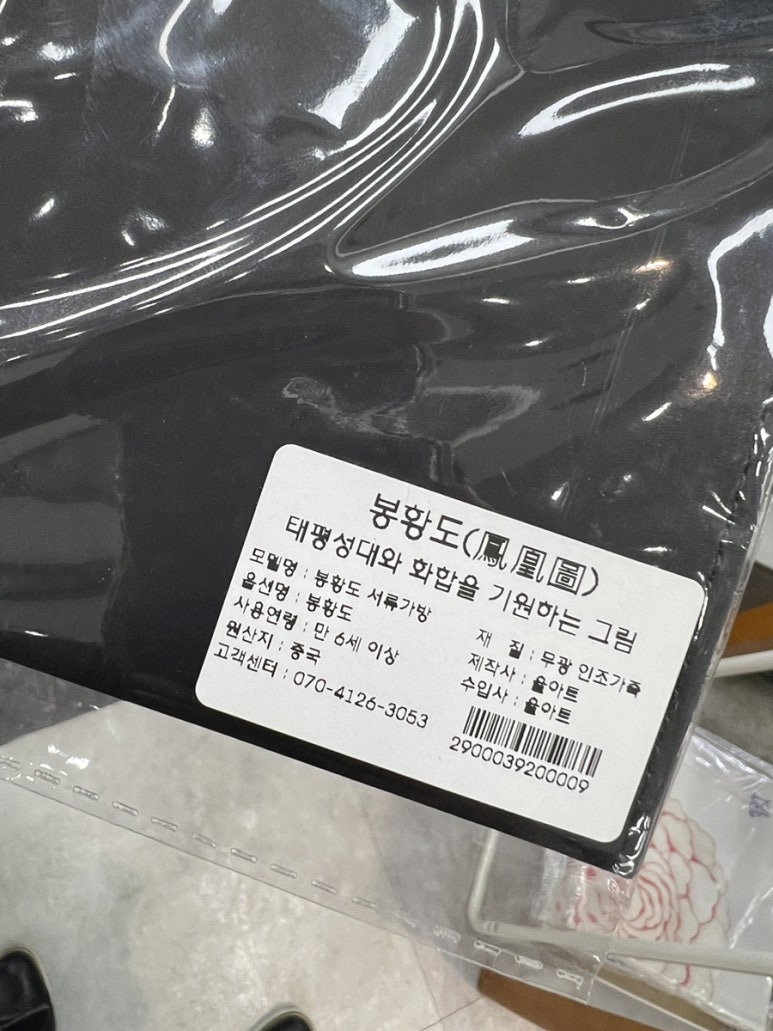 봉황도(鳳凰圖)
태평성대와 화합을 기원하는 그림
모델명 : 봉황도 서류가방
옵션명 : 봉황도
사용연령 : 만 6세 이상
원산지 : 중국
고객센터 : 070-4126-3053
재 질 : 무광 인조가죽
제작사 : 율아트
수입사 : 율아트
2900039200009